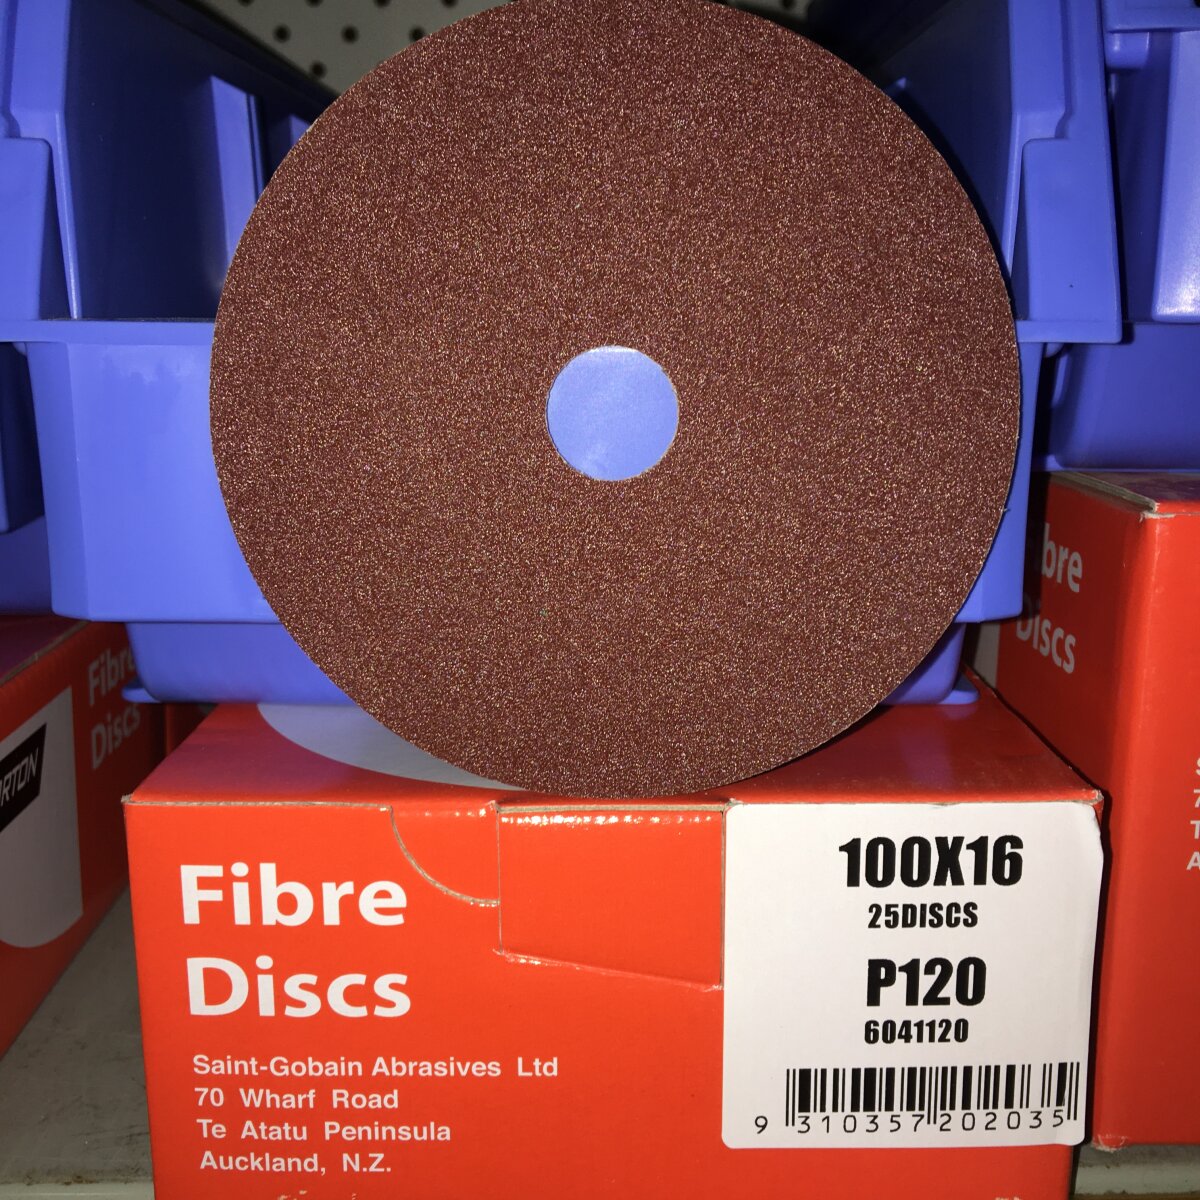 Fibre
Discs
Saint-Gobain Abrasives Ltd
70 Wharf Road
Te Atatu Peninsula
Auckland, N.Z.
100X16
25DISCS
P120
6041120
9 310357 202035
Fibre
Discs
Discs